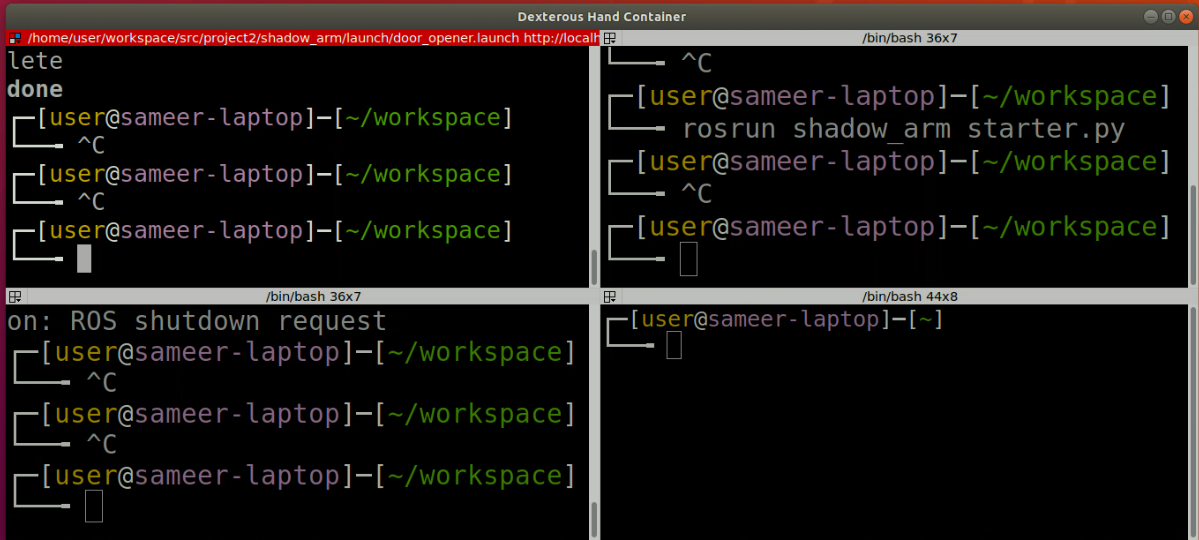 Dexterous Hand Container
/home/user/workspace/src/project2/shadow_arm/launch/door_opener.launch http://localh
lete
done
[user@sameer-laptop]-[~/workspace]
^C
[user@sameer-laptop]-[~/workspace]
^C
[user@sameer-laptop]-[~/workspace]
/bin/bash 36x7
^C
[user@sameer-laptop]-[~/workspace]
rosrun shadow_arm starter.py
[user@sameer-laptop]-[~/workspace]
^C
[user@sameer-laptop]-[~/workspace]
/bin/bash 36x7
on: ROS shutdown request
[user@sameer-laptop]-[~/workspace]
^C
[user@sameer-laptop]-[~/workspace]
^C
[user@sameer-laptop]-[~/workspace]
/bin/bash 44x8
[user@sameer-laptop]-[~]